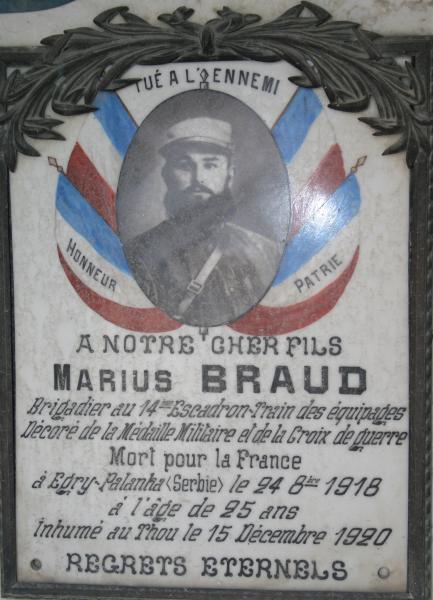 TUÉ A L'ENNEMI
HONNEUR
PATRIE
A NOTRE CHER FILS
MARIUS BRAUD
Brigadier au 14ème Escadron-Train des équipages
Décoré de la Médaille Militaire et de la Croix de guerre
Mort pour la France
à Egry-Palanka (Serbie) le 24 8bre 1918
à l'âge de 25 ans
inhumé au Thou le 15 Décembre 1920
REGRETS ETERNELS